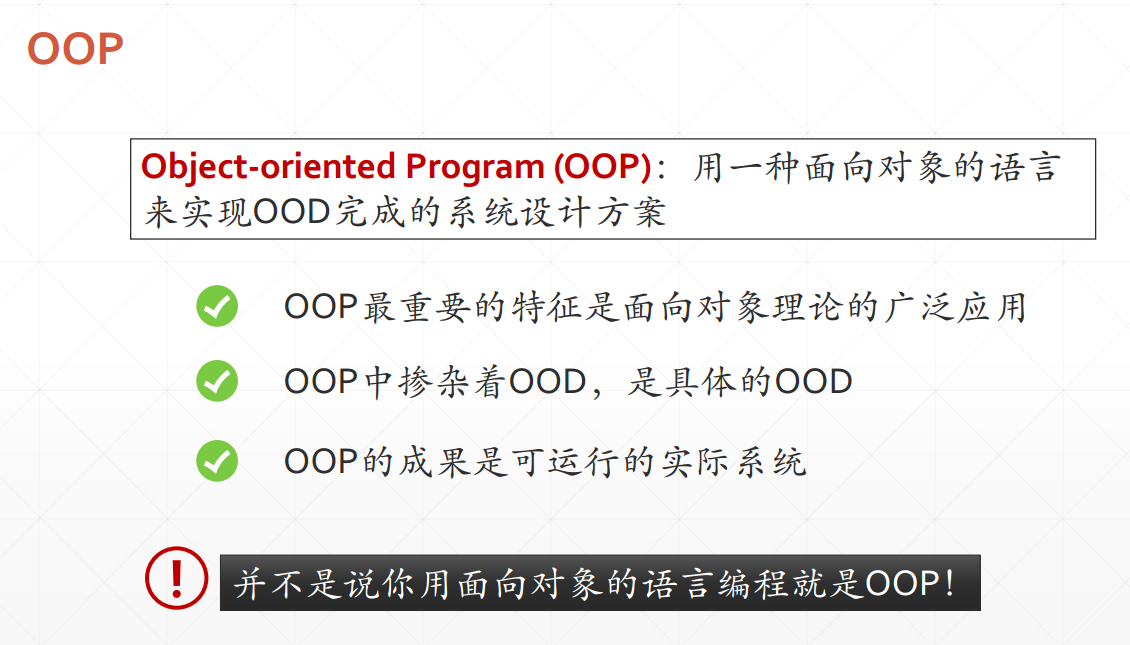 OOP
Object-oriented Program (OOP)： 用一种面向对象的语言
来实现OOD完成的系统设计方案
OOP最重要的特征是面向对象理论的广泛应用
OOP中掺杂着OOD，是具体的OOD
OOP的成果是可运行的实际系统
并不是说你用面向对象的语言编程就是OOP！